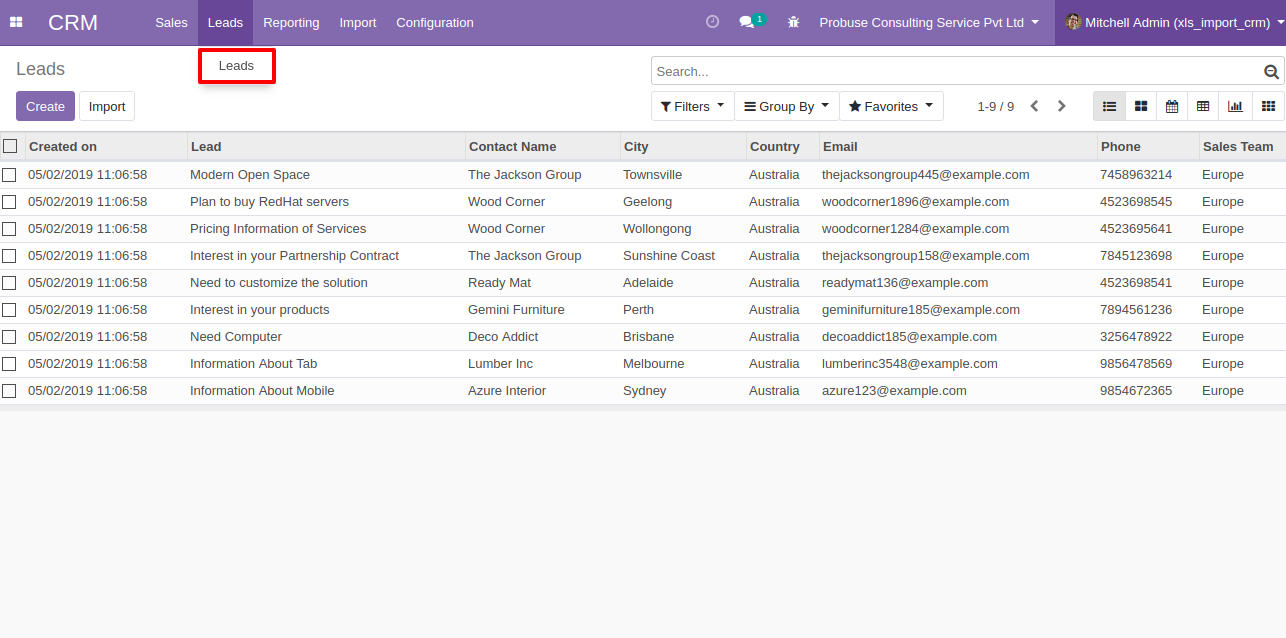 CRM Sales Leads Reporting Import Configuration 1 Probuse Consulting Service Pvt Ltd Mitchell Admin (xls_import_crm)
Leads
Leads Search...
Create Import Filters Group By Favorites 1-9 / 9
Created on Lead Contact Name City Country Email Phone Sales Team
05/02/2019 11:06:58 Modern Open Space The Jackson Group Townsville Australia thejacksongroup445@example.com 7458963214 Europe
05/02/2019 11:06:58 Plan to buy RedHat servers Wood Corner Geelong Australia woodcorner1896@example.com 4523698545 Europe
05/02/2019 11:06:58 Pricing Information of Services Wood Corner Wollongong Australia woodcorner1284@example.com 4523695641 Europe
05/02/2019 11:06:58 Interest in your Partnership Contract The Jackson Group Sunshine Coast Australia thejacksongroup158@example.com 7845123698 Europe
05/02/2019 11:06:58 Need to customize the solution Ready Mat Adelaide Australia readymat136@example.com 4523698541 Europe
05/02/2019 11:06:58 Interest in your products Gemini Furniture Perth Australia geminifurniture185@example.com 7894561236 Europe
05/02/2019 11:06:58 Need Computer Deco Addict Brisbane Australia decoaddict185@example.com 3256478922 Europe
05/02/2019 11:06:58 Information About Tab Lumber Inc Melbourne Australia lumberinc3548@example.com 9856478569 Europe
05/02/2019 11:06:58 Information About Mobile Azure Interior Sydney Australia azure123@example.com 9854672365 Europe